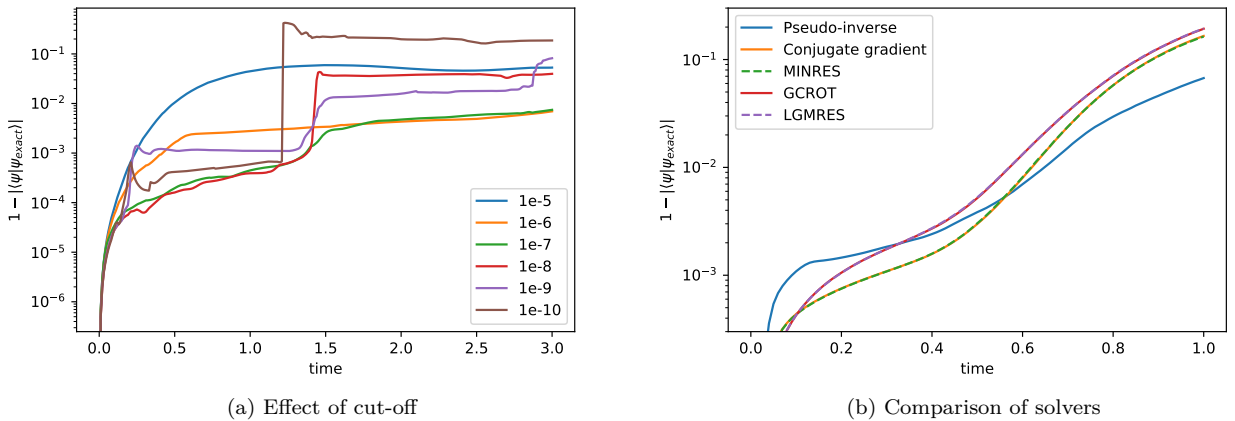 10⁻¹
10⁻²
10⁻³
10⁻⁴
10⁻⁵
10⁻⁶
1 − |⟨ψ|ψ_exact⟩|
1e-5
1e-6
1e-7
1e-8
1e-9
1e-10
0.0 0.5 1.0 1.5 2.0 2.5 3.0
time
(a) Effect of cut-off
10⁻¹
10⁻²
10⁻³
1 − |⟨ψ|ψ_exact⟩|
Pseudo-inverse
Conjugate gradient
MINRES
GCROT
LGMRES
0.0 0.2 0.4 0.6 0.8 1.0
time
(b) Comparison of solvers